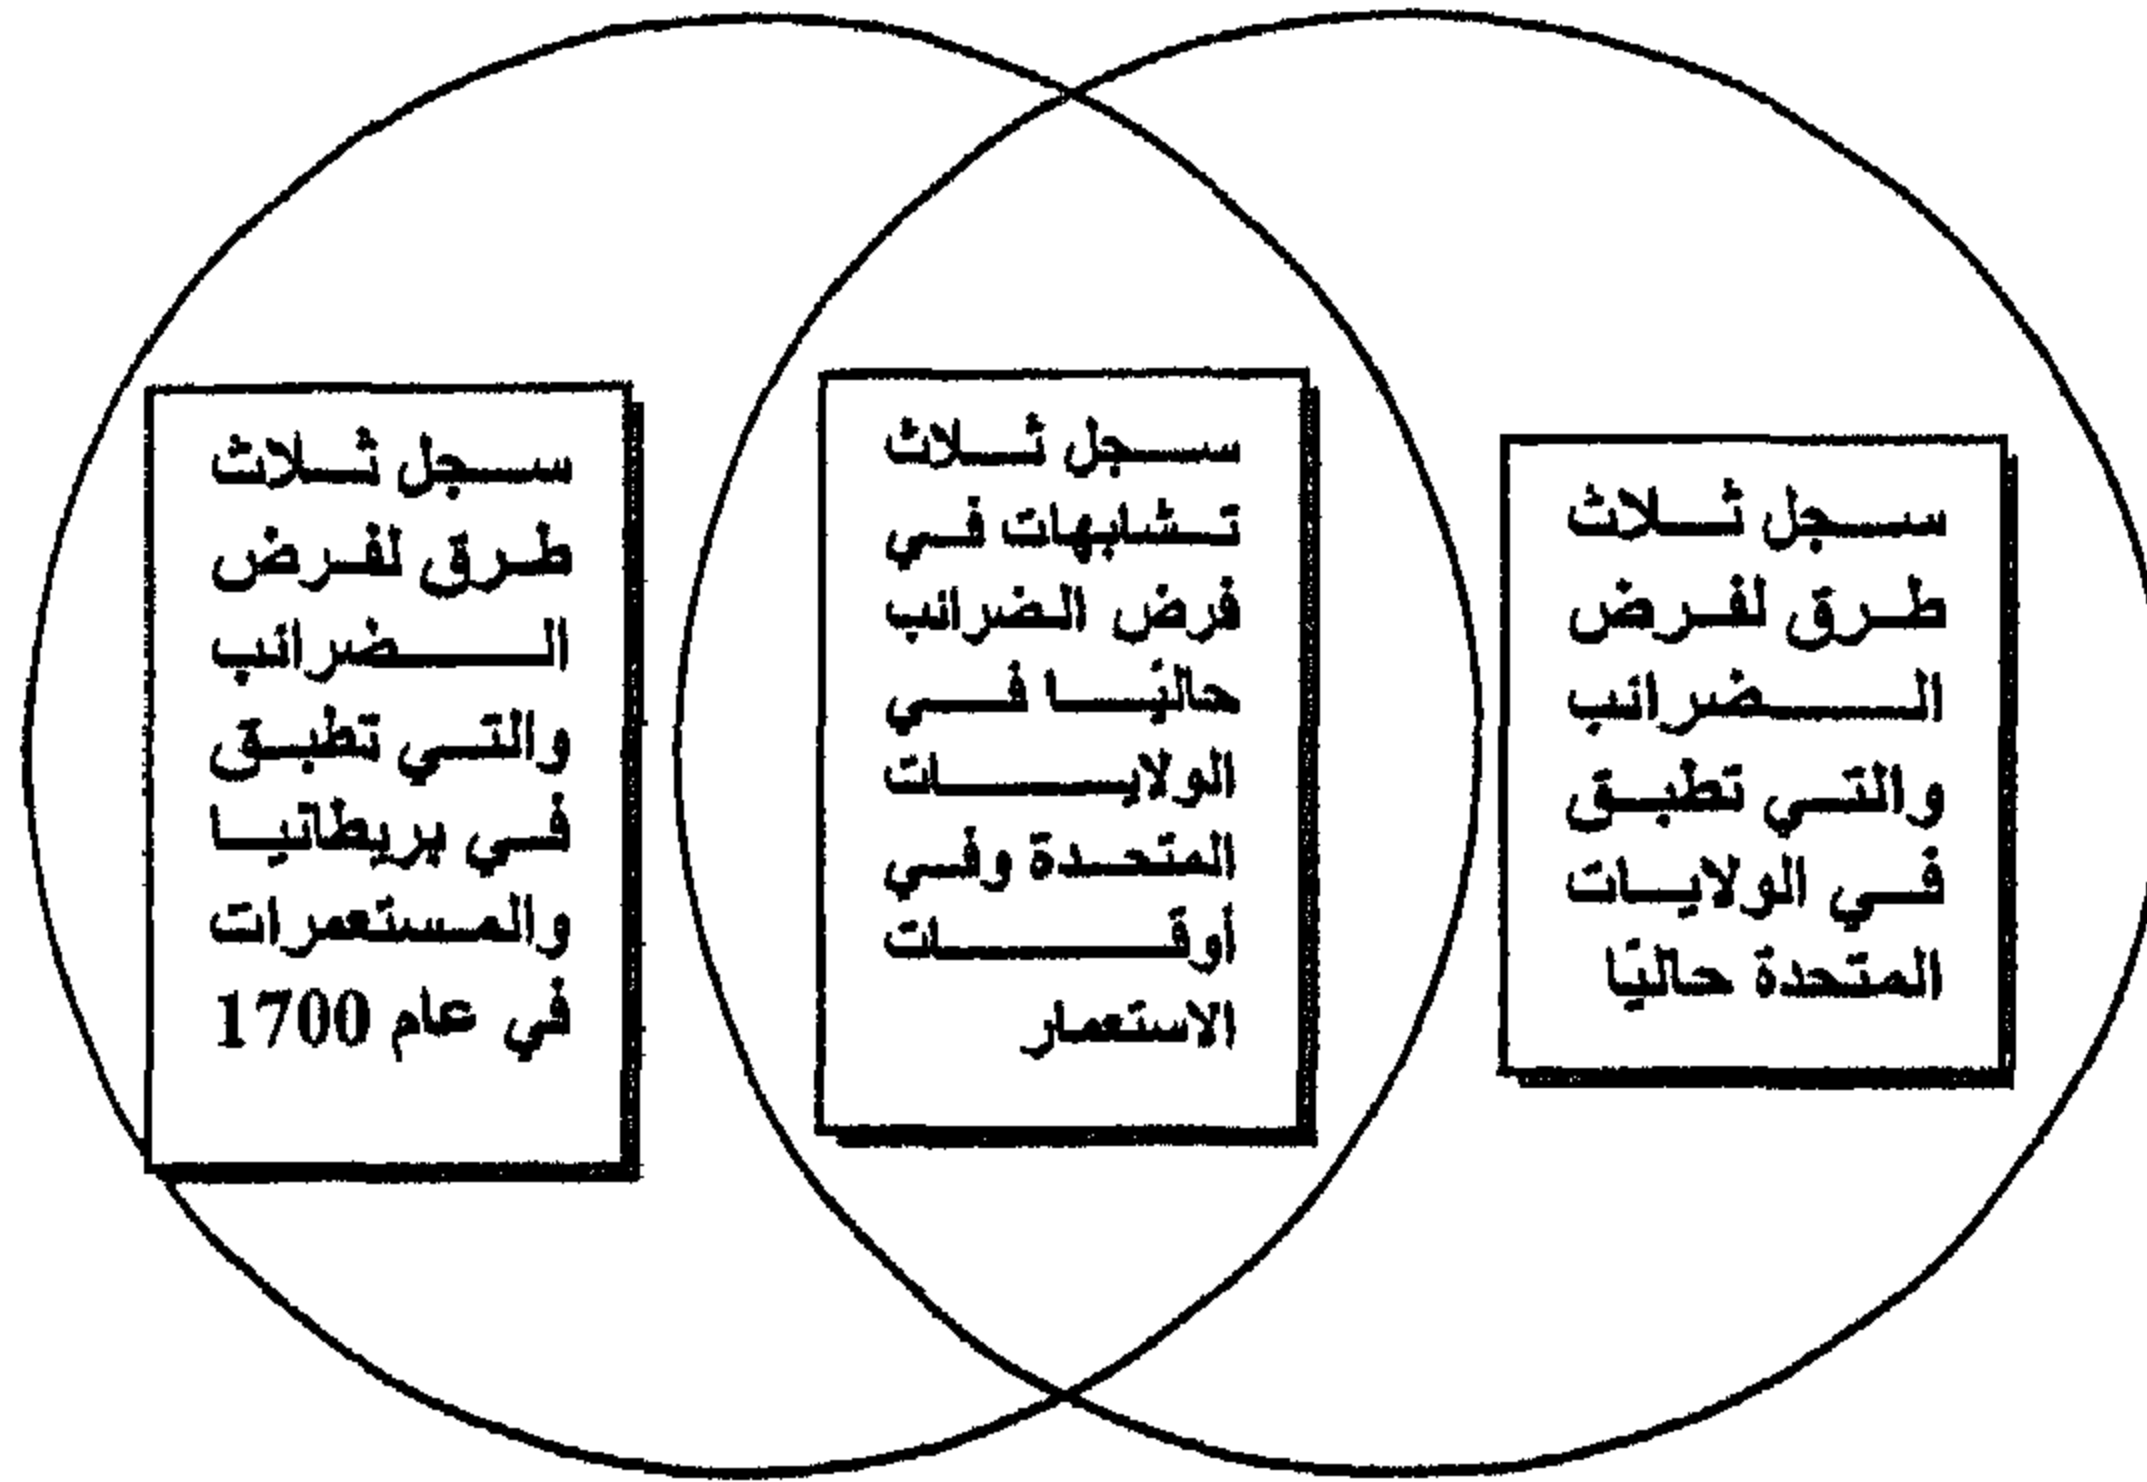 سجل ثلاث
طرق لفرض
الضرائب
والتي تطبق
في الولايات
المتحدة حاليًا
سجل ثلاث
تشابهات في
فرض الضرائب
حاليًا في
الولايات
المتحدة وفي
أوقات
الاستعمار
سجل ثلاث
طرق لفرض
الضرائب
والتي تطبق
في بريطانيا
والمستعمرات
في عام 1700